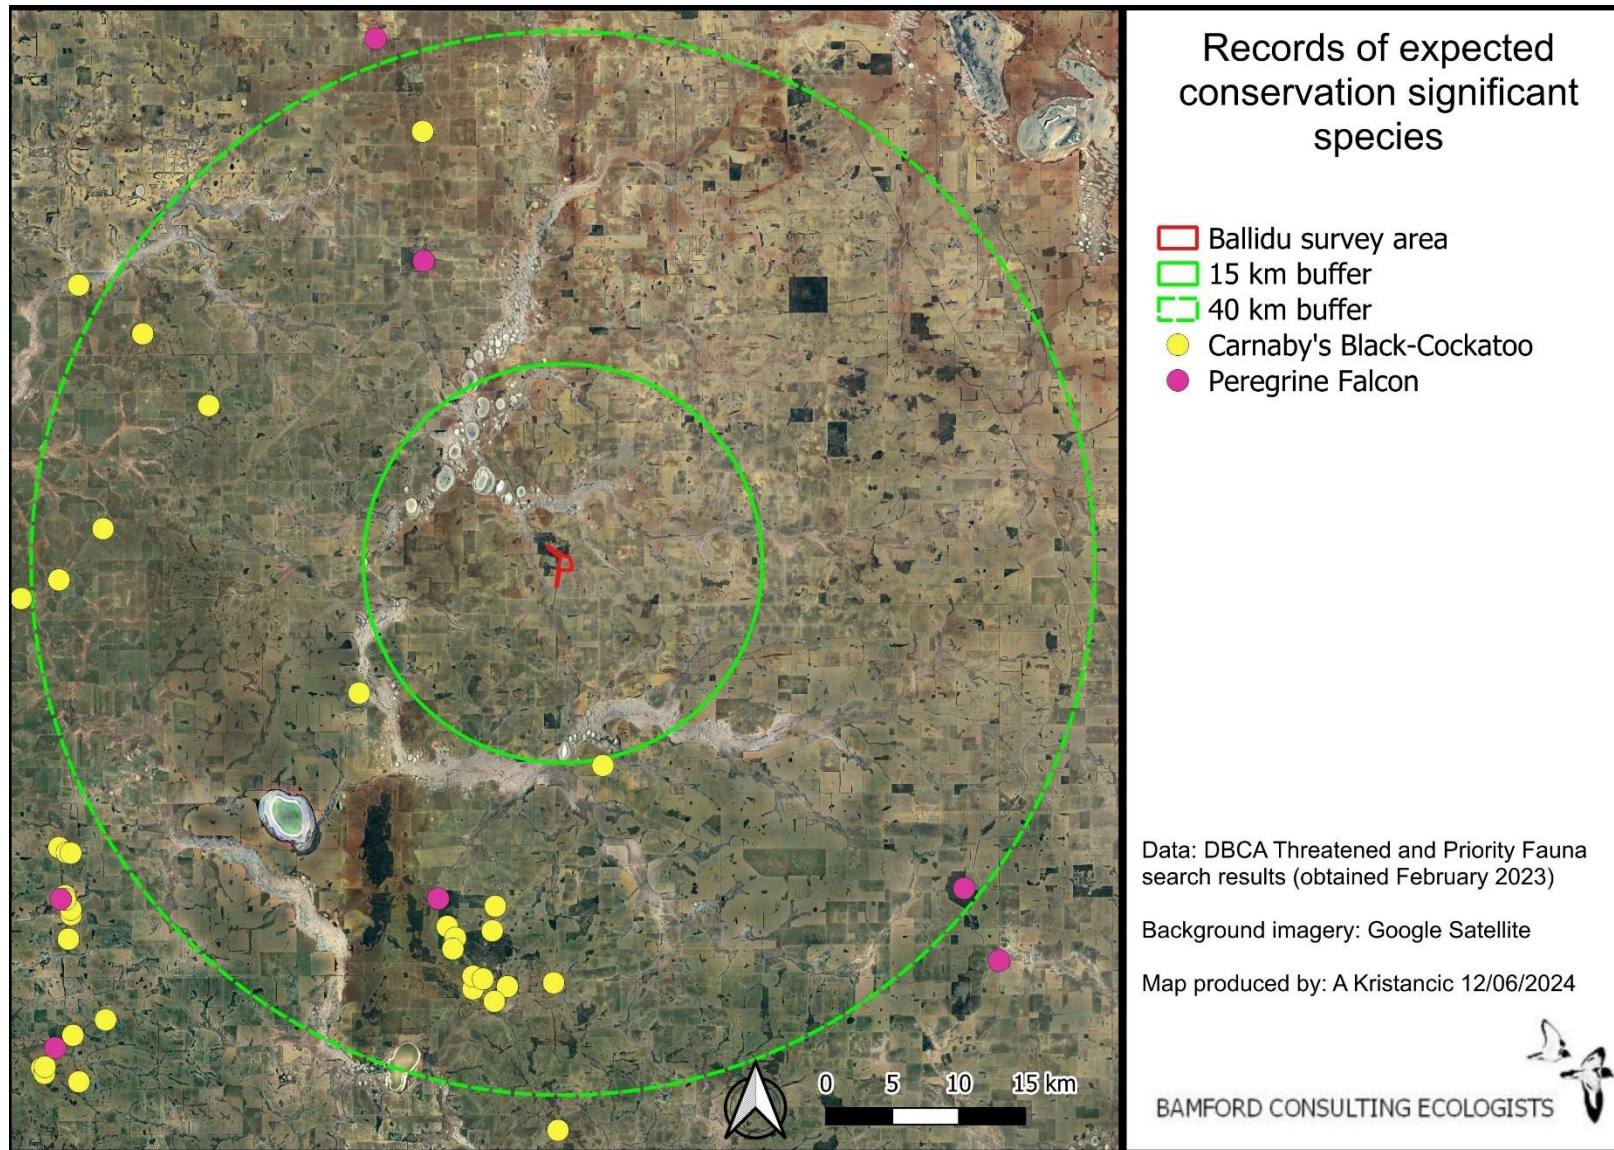 Records of expected
conservation significant
species
Ballidu survey area
15 km buffer
40 km buffer
Carnaby's Black-Cockatoo
Peregrine Falcon
Data: DBCA Threatened and Priority Fauna
search results (obtained February 2023)
Background imagery: Google Satellite
Map produced by: A Kristancic 12/06/2024
BAMFORD CONSULTING ECOLOGISTS
0 5 10 15 km